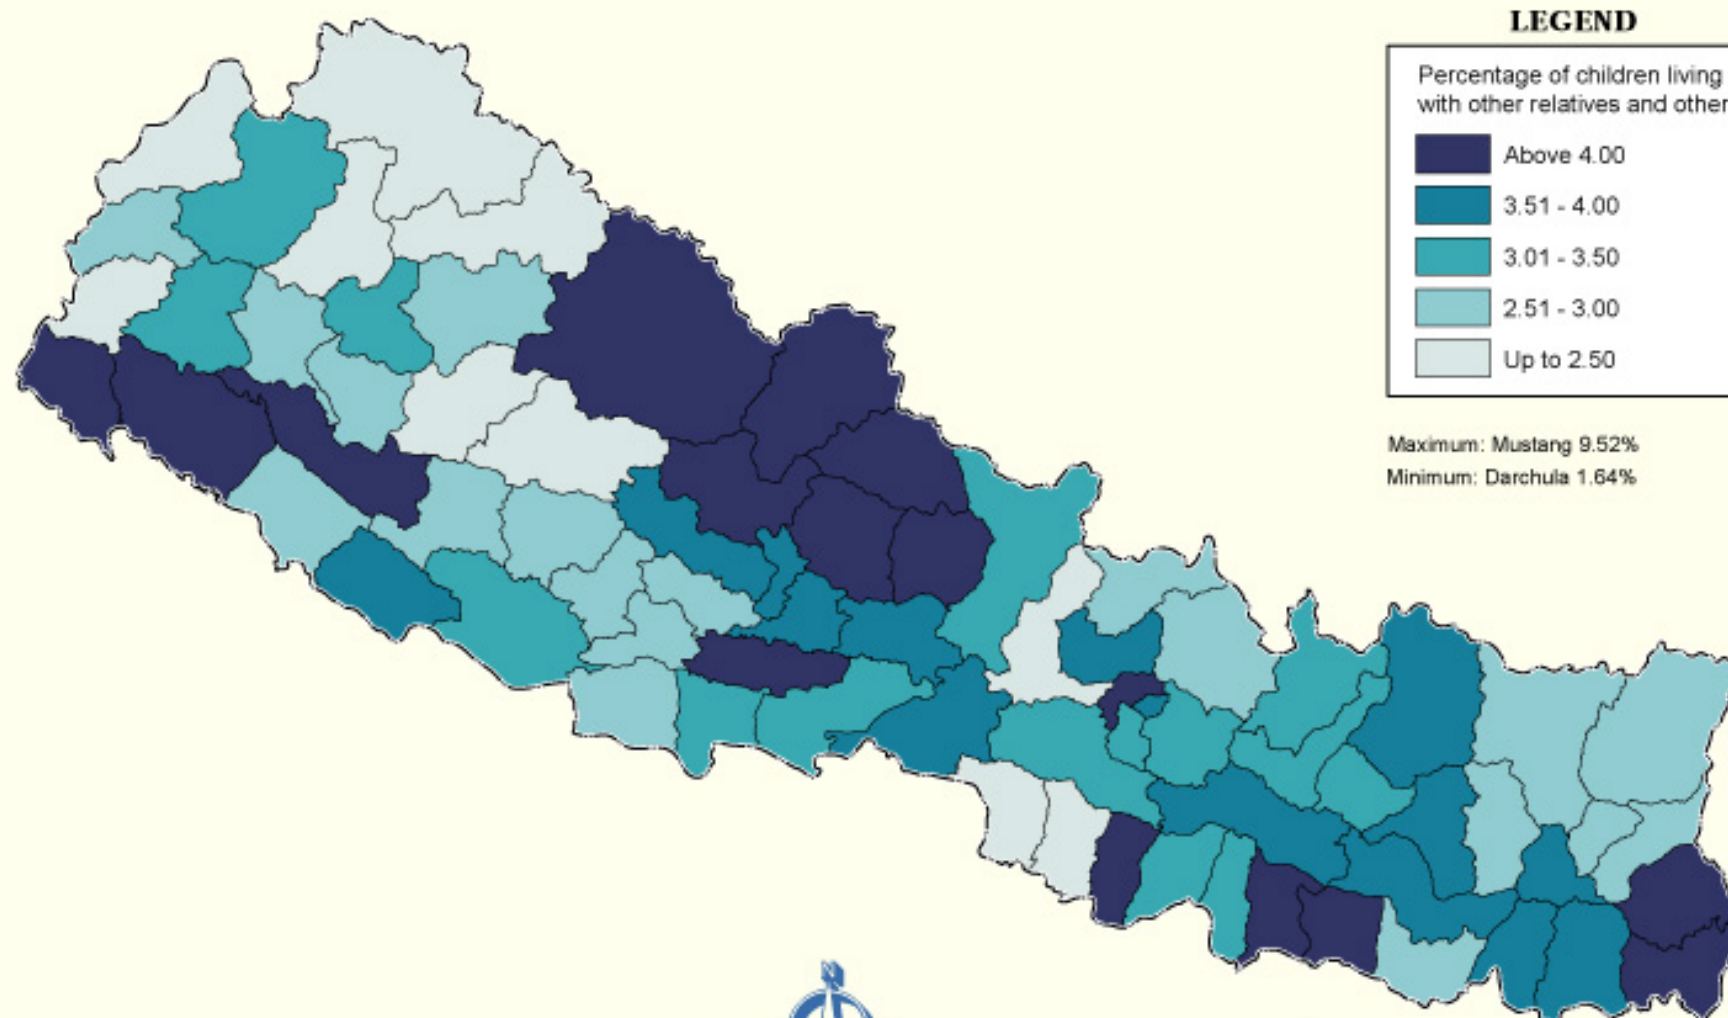 LEGEND
Percentage of children living
with other relatives and other
Above 4.00
3.51 - 4.00
3.01 - 3.50
2.51 - 3.00
Up to 2.50
Maximum: Mustang 9.52%
Minimum: Darchula 1.64%
N